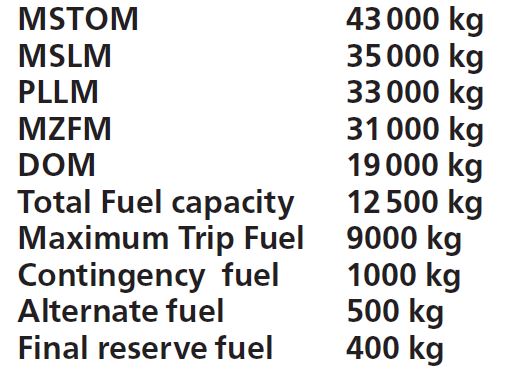 MSTOM 43 000 kg
MSLM 35 000 kg
PLLM 33 000 kg
MZFM 31 000 kg
DOM 19 000 kg
Total Fuel capacity 12 500 kg
Maximum Trip Fuel 9000 kg
Contingency fuel 1000 kg
Alternate fuel 500 kg
Final reserve fuel 400 kg